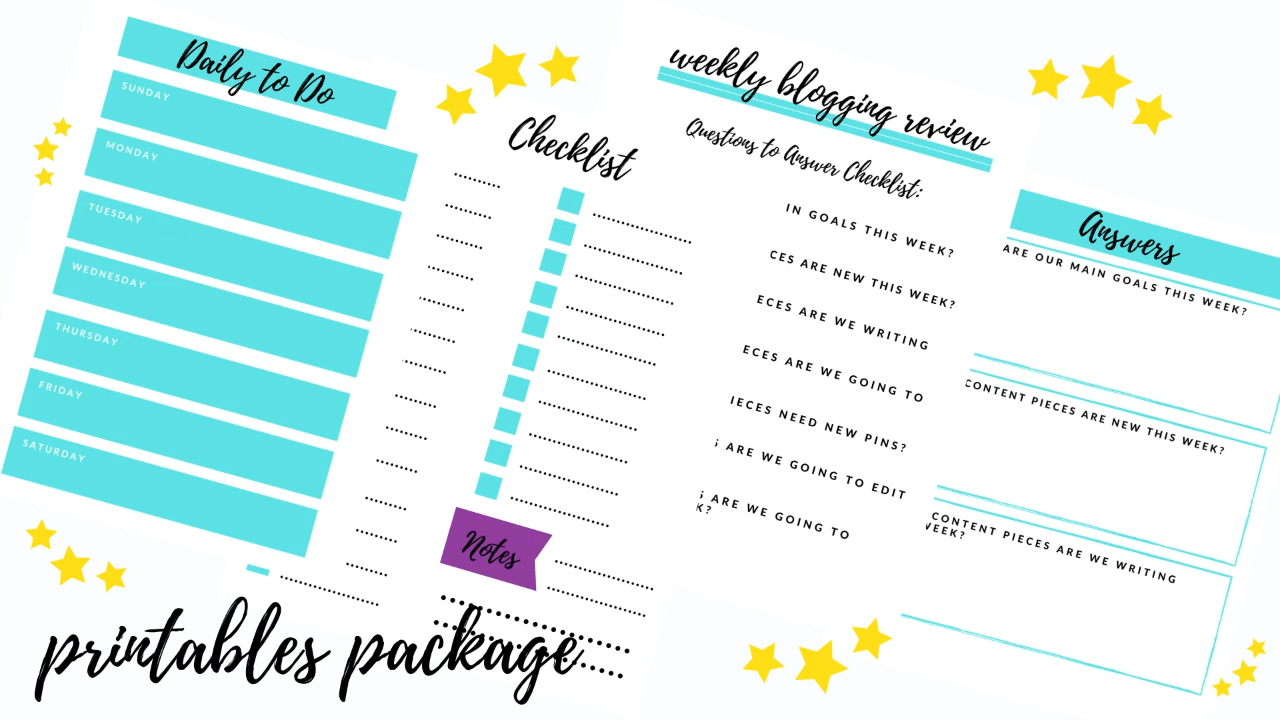 Daily to Do
SUNDAY
MONDAY
TUESDAY
WEDNESDAY
THURSDAY
FRIDAY
SATURDAY
Checklist
Notes
weekly blogging review
Questions to Answer Checklist:
IN GOALS THIS WEEK?
CES ARE NEW THIS WEEK?
ECES ARE WE WRITING
ECES ARE WE GOING TO
IECES NEED NEW PINS?
ARE WE GOING TO EDIT
ARE WE GOING TO
K?
Answers
ARE OUR MAIN GOALS THIS WEEK?
CONTENT PIECES ARE NEW THIS WEEK?
CONTENT PIECES ARE WE WRITING
WEEK?
printables package